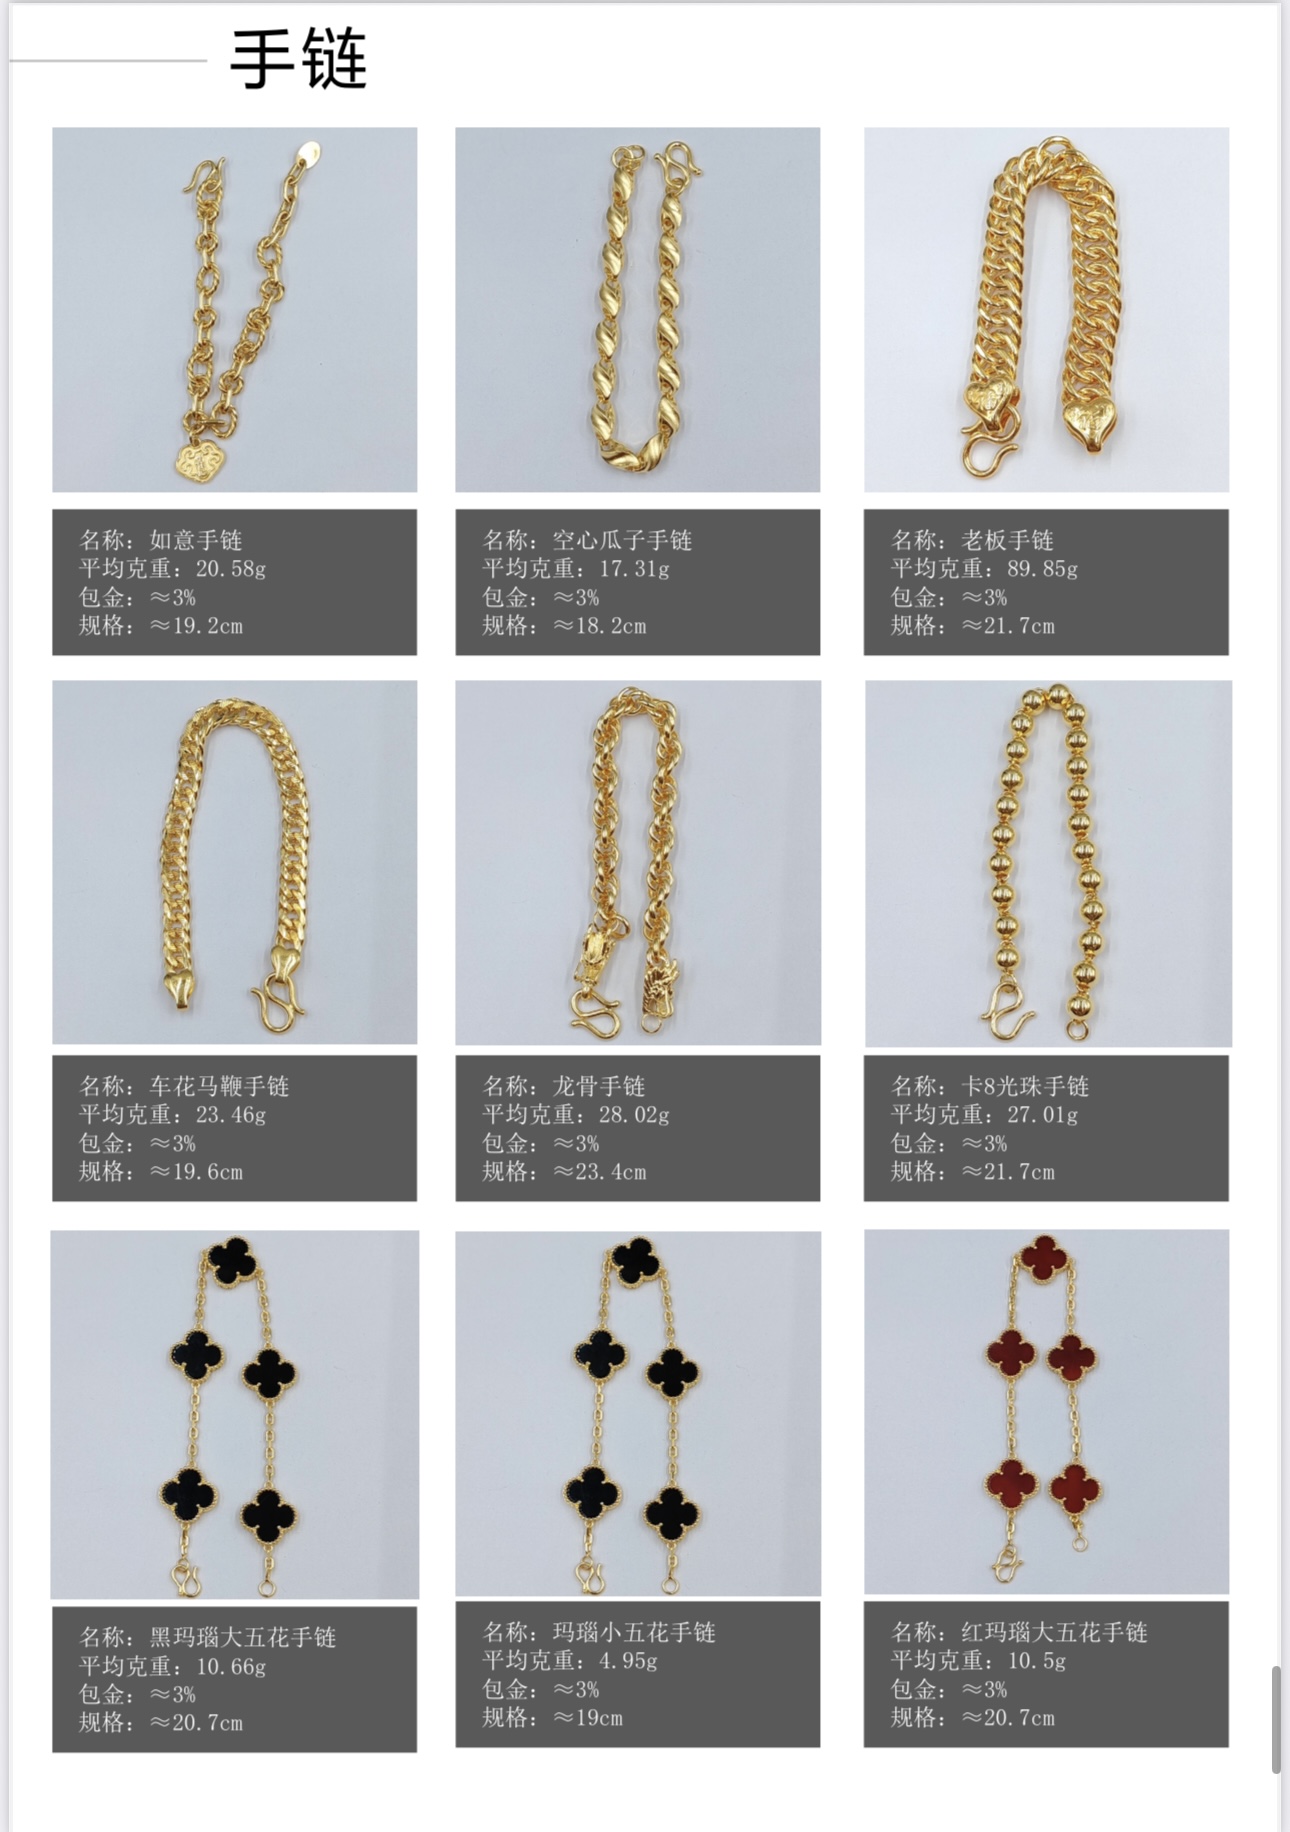 手链
名称：如意手链
平均克重：20.58g
包金：≈3%
规格：≈19.2cm
名称：空心瓜子手链
平均克重：17.31g
包金：≈3%
规格：≈18.2cm
名称：老板手链
平均克重：89.85g
包金：≈3%
规格：≈21.7cm
名称：车花马鞭手链
平均克重：23.46g
包金：≈3%
规格：≈19.6cm
名称：龙骨手链
平均克重：28.02g
包金：≈3%
规格：≈23.4cm
名称：卡8光珠手链
平均克重：27.01g
包金：≈3%
规格：≈21.7cm
名称：黑玛瑙大五花手链
平均克重：10.66g
包金：≈3%
规格：≈20.7cm
名称：玛瑙小五花手链
平均克重：4.95g
包金：≈3%
规格：≈19cm
名称：红玛瑙大五花手链
平均克重：10.5g
包金：≈3%
规格：≈20.7cm